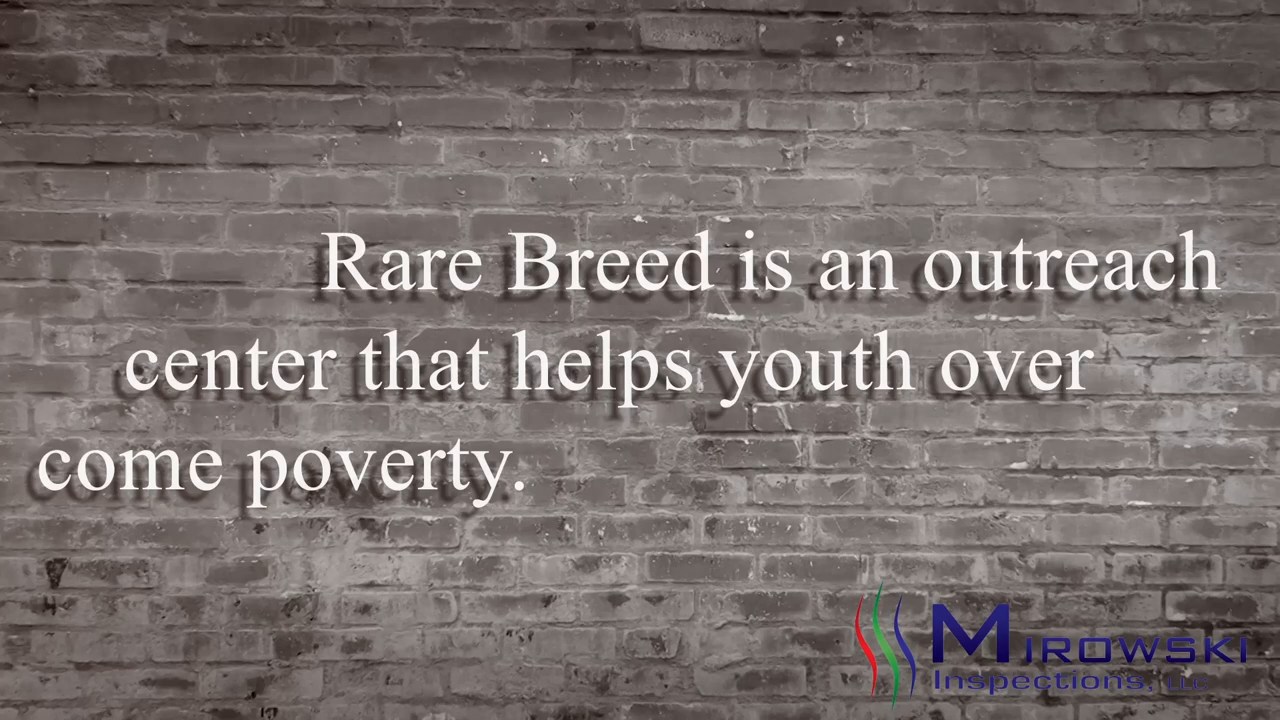 Rare Breed is an outreach
center that helps youth over
come poverty.
MIROWSKI
Inspections, LLC